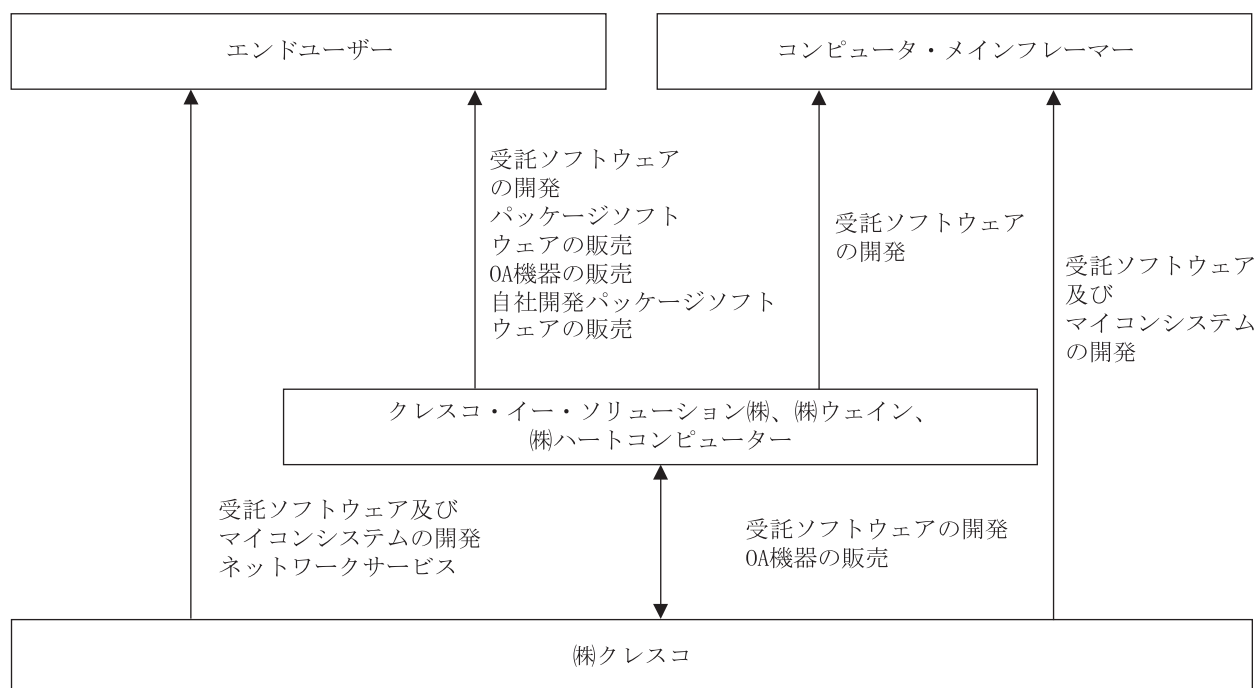 エンドユーザー
コンピュータ・メインフレーマー
受託ソフトウェア
の開発
パッケージソフト
ウェアの販売
OA機器の販売
自社開発パッケージソフト
ウェアの販売
受託ソフトウェア
の開発
受託ソフトウェア
及び
マイコンシステム
の開発
クレスコ・イー・ソリューション㈱、㈱ウェイン、
㈱ハートコンピューター
受託ソフトウェア及び
マイコンシステムの開発
ネットワークサービス
受託ソフトウェアの開発
OA機器の販売
㈱クレスコ